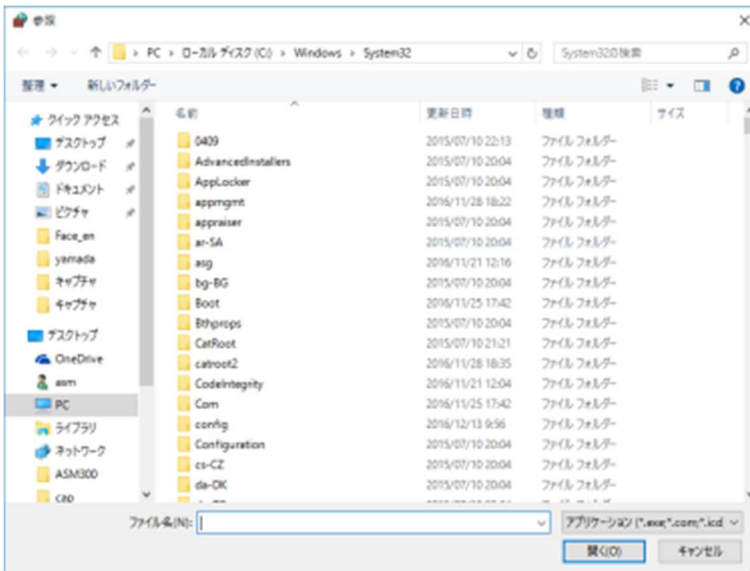 参照
PC › ローカル ディスク (C:) › Windows › System32
System32の検索
整理 新しいフォルダー
名前 更新日時 種類 サイズ
クイック アクセス
デスクトップ
ダウンロード
ドキュメント
ピクチャ
Face_en
yamada
キャプチャ
キャプチャ
デスクトップ
OneDrive
asm
PC
ライブラリ
ネットワーク
ASM300
cap
0409 2015/07/10 22:13 ファイル フォルダー
AdvancedInstallers 2015/07/10 20:04 ファイル フォルダー
AppLocker 2015/07/10 20:04 ファイル フォルダー
appmgmt 2016/11/28 18:22 ファイル フォルダー
appraiser 2015/07/10 20:04 ファイル フォルダー
ar-SA 2015/07/10 20:04 ファイル フォルダー
asg 2016/11/21 12:16 ファイル フォルダー
bg-BG 2015/07/10 20:04 ファイル フォルダー
Boot 2016/11/25 17:42 ファイル フォルダー
Bthprops 2015/07/10 20:04 ファイル フォルダー
CatRoot 2015/07/10 21:21 ファイル フォルダー
catroot2 2016/11/28 18:35 ファイル フォルダー
CodeIntegrity 2016/11/21 12:04 ファイル フォルダー
Com 2016/11/25 17:42 ファイル フォルダー
config 2016/12/13 9:56 ファイル フォルダー
Configuration 2015/07/10 20:04 ファイル フォルダー
cs-CZ 2015/07/10 20:04 ファイル フォルダー
da-DK 2015/07/10 20:04 ファイル フォルダー
ファイル名(N):
アプリケーション (*.exe;*.com;*.icd
開く(O) キャンセル